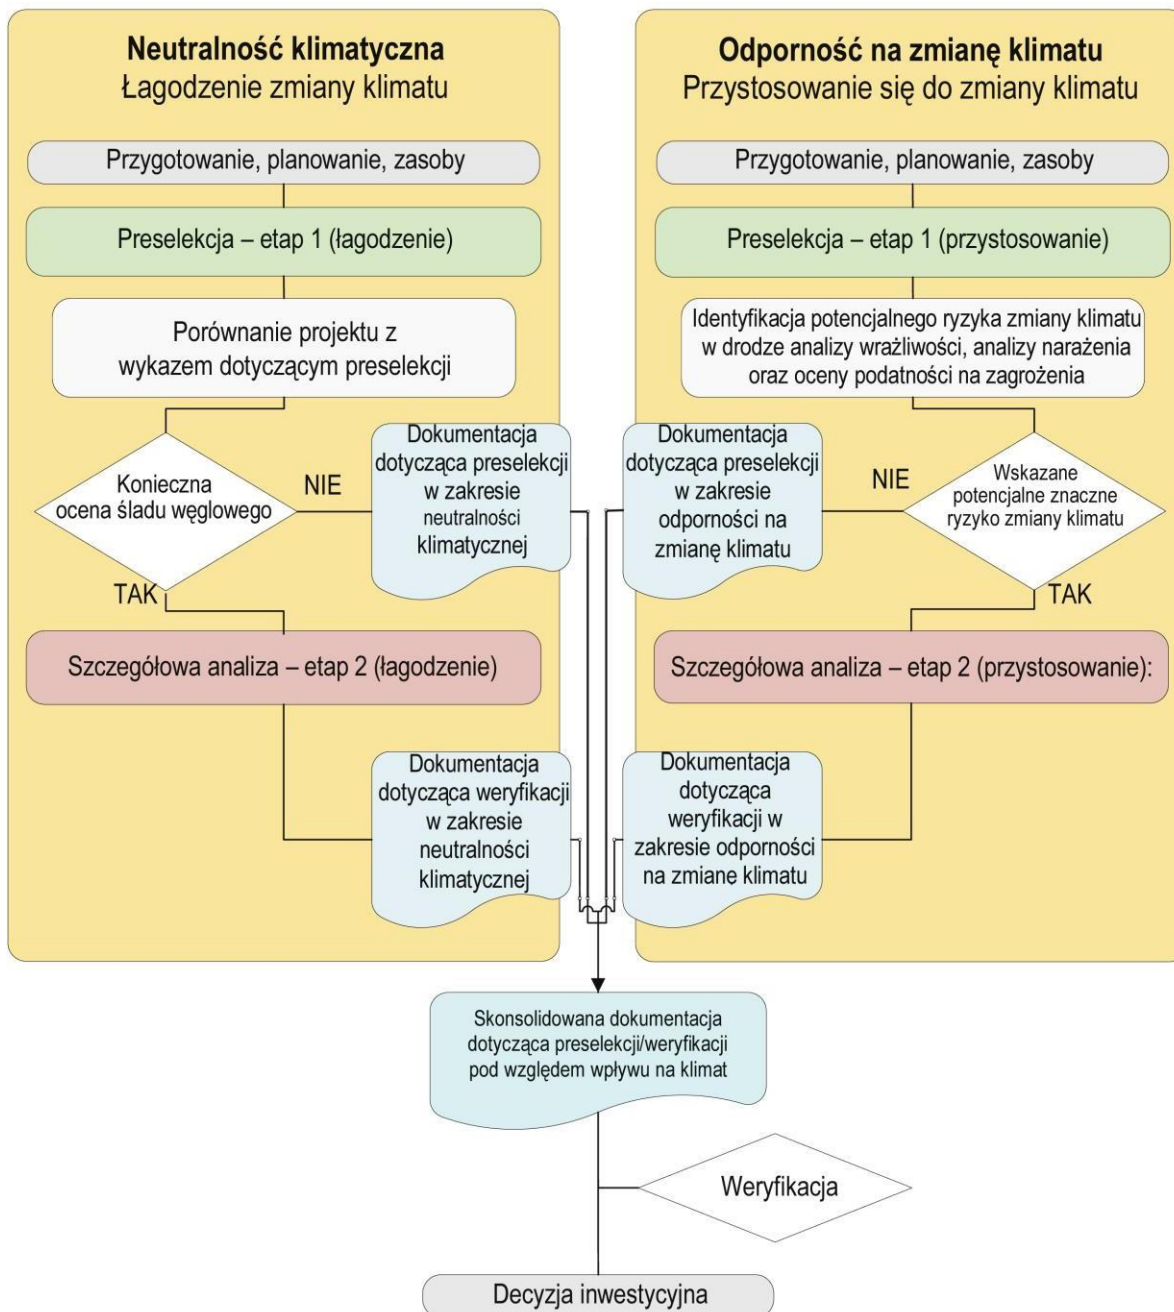 Neutralność klimatyczna
Łagodzenie zmiany klimatu
Przygotowanie, planowanie, zasoby
Preselekcja – etap 1 (łagodzenie)
Porównanie projektu z
wykazem dotyczącym preselekcji
Konieczna
ocena śladu węglowego
NIE
TAK
Dokumentacja
dotycząca preselekcji
w zakresie
neutralności
klimatycznej
Szczegółowa analiza – etap 2 (łagodzenie)
Dokumentacja
dotycząca weryfikacji
w zakresie
neutralności
klimatycznej
Odporność na zmianę klimatu
Przystosowanie się do zmiany klimatu
Przygotowanie, planowanie, zasoby
Preselekcja – etap 1 (przystosowanie)
Identyfikacja potencjalnego ryzyka zmiany klimatu
w drodze analizy wrażliwości, analizy narażenia
oraz oceny podatności na zagrożenia
Dokumentacja
dotycząca preselekcji
w zakresie
odporności na
zmianę klimatu
NIE
Wskazane
potencjalne znaczne
ryzyko zmiany klimatu
TAK
Szczegółowa analiza – etap 2 (przystosowanie):
Dokumentacja
dotycząca
weryfikacji w
zakresie odporności
na zmianę klimatu
Skonsolidowana dokumentacja
dotycząca preselekcji/weryfikacji
pod względem wpływu na klimat
Weryfikacja
Decyzja inwestycyjna